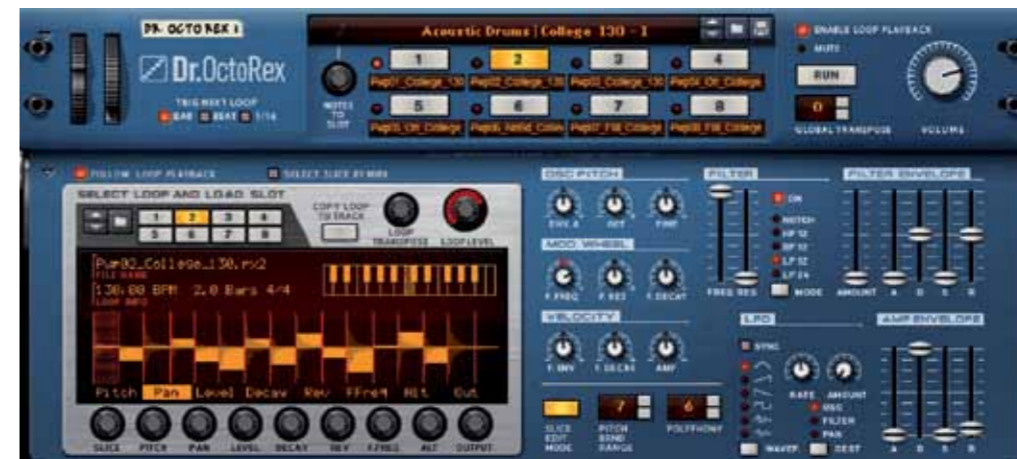 DR. OCTO REX 1
Acoustic Drums | College 130 - 1
ENABLE LOOP PLAYBACK
MUTE
Dr.OctoRex
1 2 3 4
RUN
TRIG NEXT LOOP
BAR BEAT 1/16
NOTES TO SLOT
5 6 7 8
0
GLOBAL TRANSPOSE
VOLUME
FOLLOW LOOP PLAYBACK
SELECT SLICE BY MIDI
SELECT LOOP AND LOAD SLOT
1 2 3 4
5 6 7 8
COPY LOOP TO TRACK
LOOP TRANSPOSE
LOOP LEVEL
FILE NAME
130.00 BPM 2.0 Bars 4/4
LOOP INFO
Pitch Pan Level Decay Rev FFreq Alt Out
SLICE PITCH PAN LEVEL DECAY REV F.FREQ ALT OUTPUT
OSC PITCH
ENV. A OCT FINE
MOD. WHEEL
F. FREQ F. RES F. DECAY
VELOCITY
F. ENV F. DECAY AMP
SLICE EDIT MODE
7
PITCH BEND RANGE
6
POLYPHONY
FILTER
ON
NOTCH
HP 12
BP 12
LP 12
LP 24
FREQ RES
MODE
FILTER ENVELOPE
AMOUNT A D S R
LFO
SYNC
RATE AMOUNT
OSC
FILTER
PAN
WAVEF.
DEST
AMP ENVELOPE
A D S R